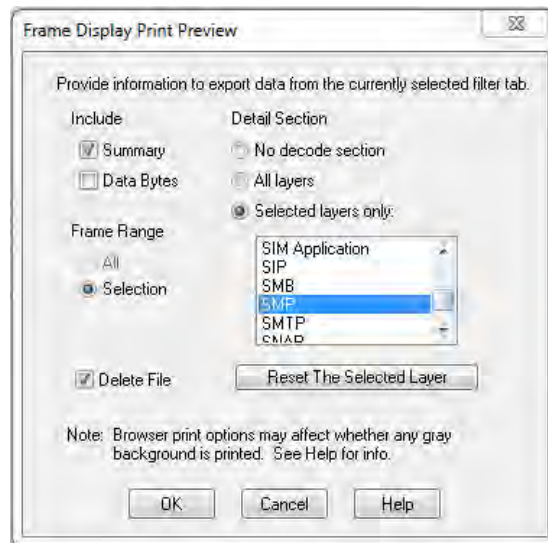 Frame Display Print Preview
Provide information to export data from the currently selected filter tab.
Include
Summary
Data Bytes
Frame Range
All
Selection
Delete File
Detail Section
No decode section
All layers
Selected layers only:
SIM Application
SIP
SMB
SMP
SMTP
SNAP
Reset The Selected Layer
Note: Browser print options may affect whether any gray
background is printed. See Help for info.
OK
Cancel
Help